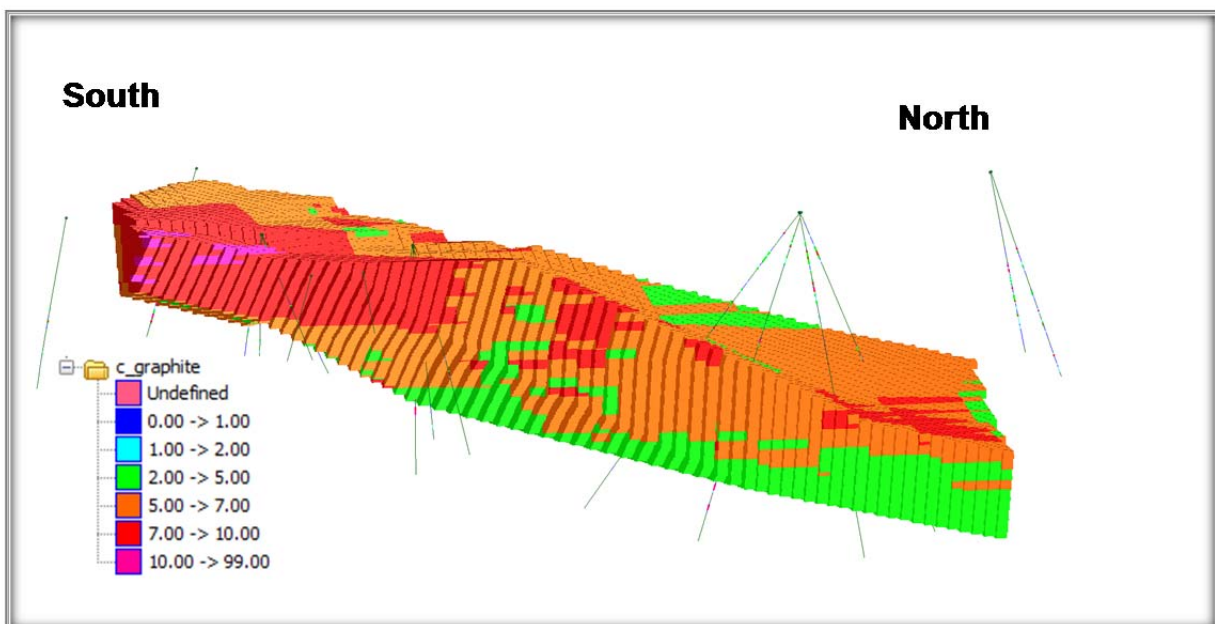 South
North
c_graphite
Undefined
0.00 -> 1.00
1.00 -> 2.00
2.00 -> 5.00
5.00 -> 7.00
7.00 -> 10.00
10.00 -> 99.00